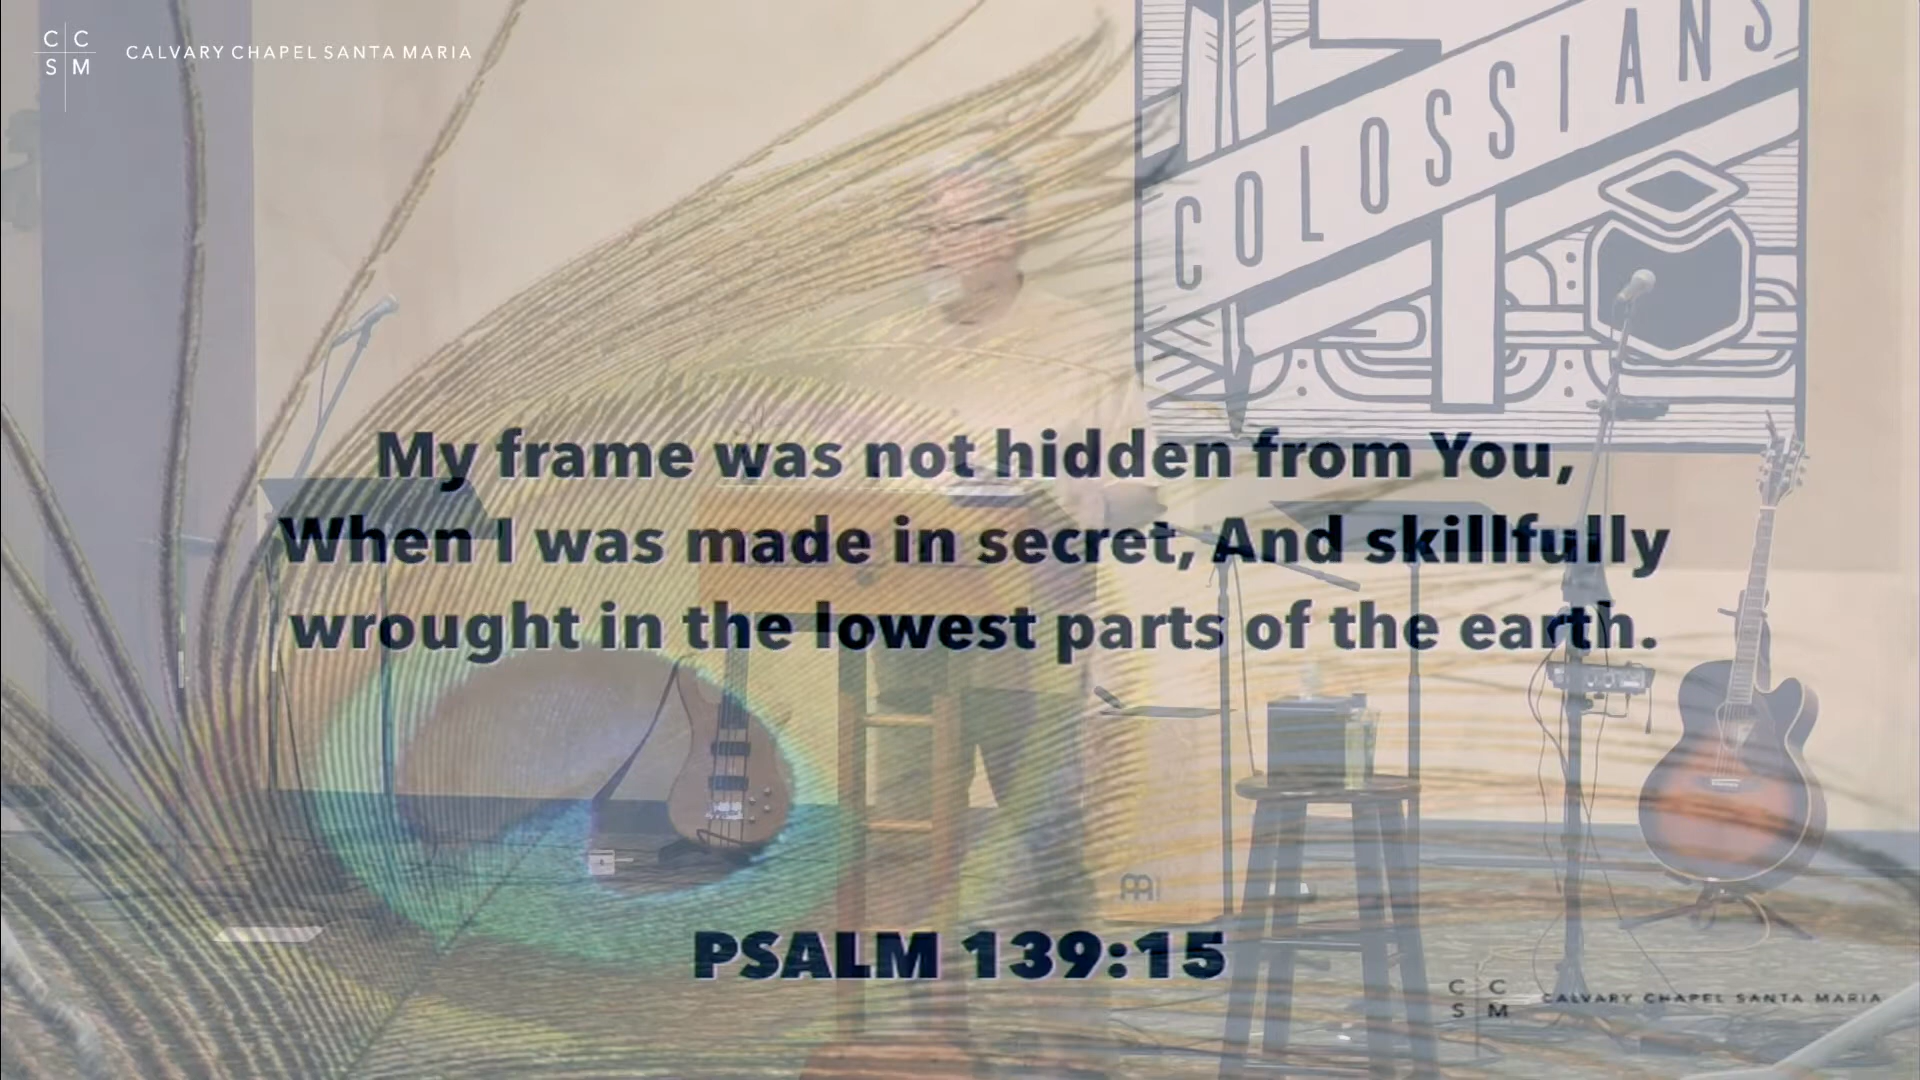 C C
S M
CALVARY CHAPEL SANTA MARIA
COLOSSIANS
My frame was not hidden from You,
When I was made in secret, And skillfully
wrought in the lowest parts of the earth.
PSALM 139:15
C C
S M
CALVARY CHAPEL SANTA MARIA